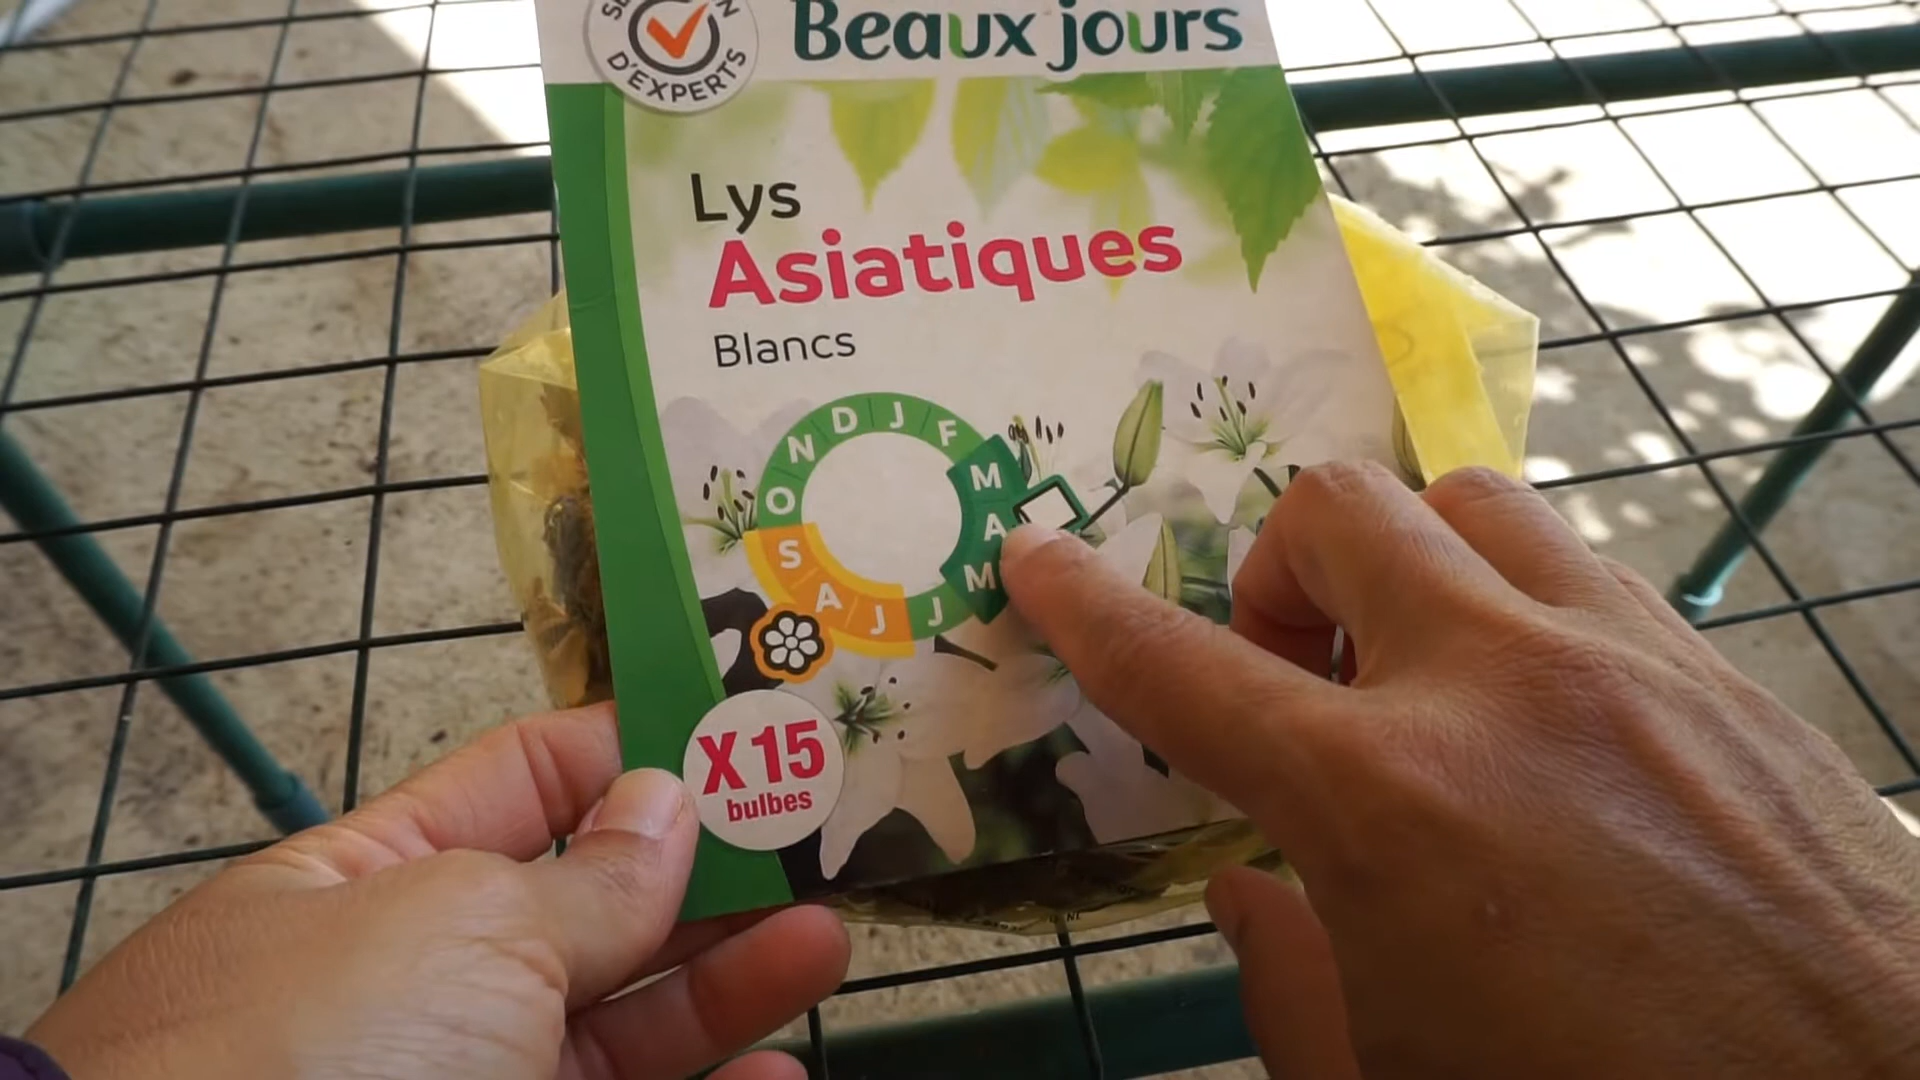 D'EXPERTS
Beaux jours
Lys
Asiatiques
Blancs
J
F
M
A
M
J
J
A
S
O
N
D
X 15
bulbes